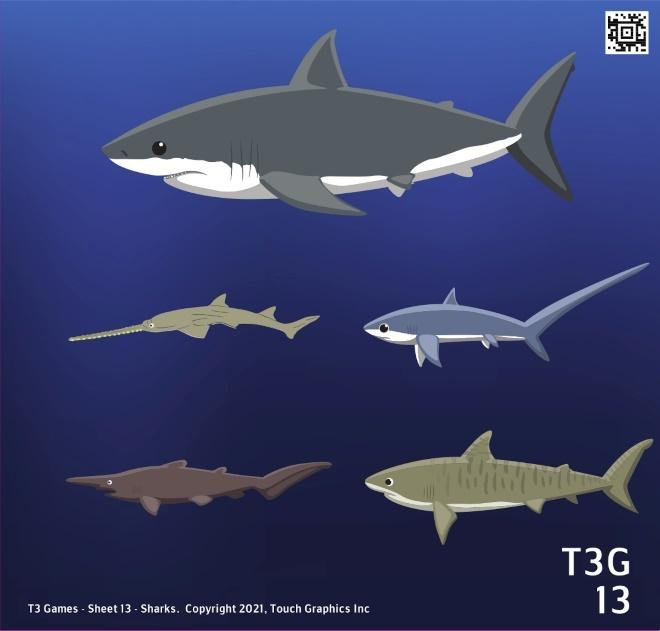 T3G
13
T3 Games - Sheet 13 - Sharks. Copyright 2021, Touch Graphics Inc